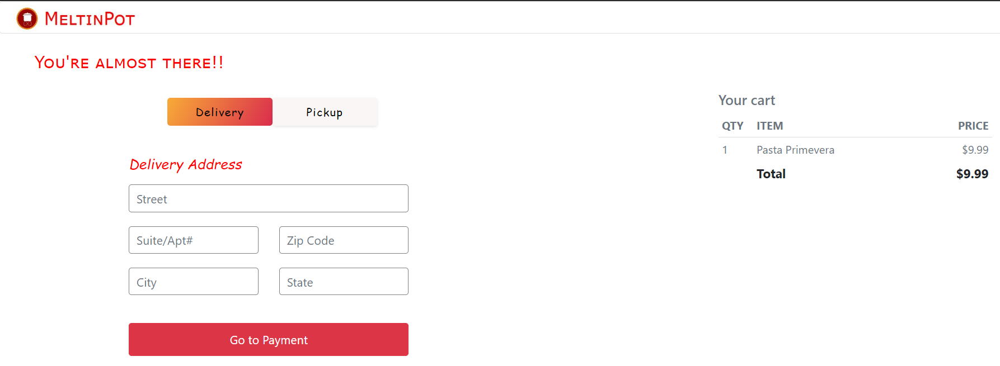 MeltinPot
You're almost there!!
Delivery Pickup
Delivery Address
Street
Suite/Apt# Zip Code
City State
Go to Payment
Your cart
QTY ITEM PRICE
1 Pasta Primevera $9.99
Total $9.99